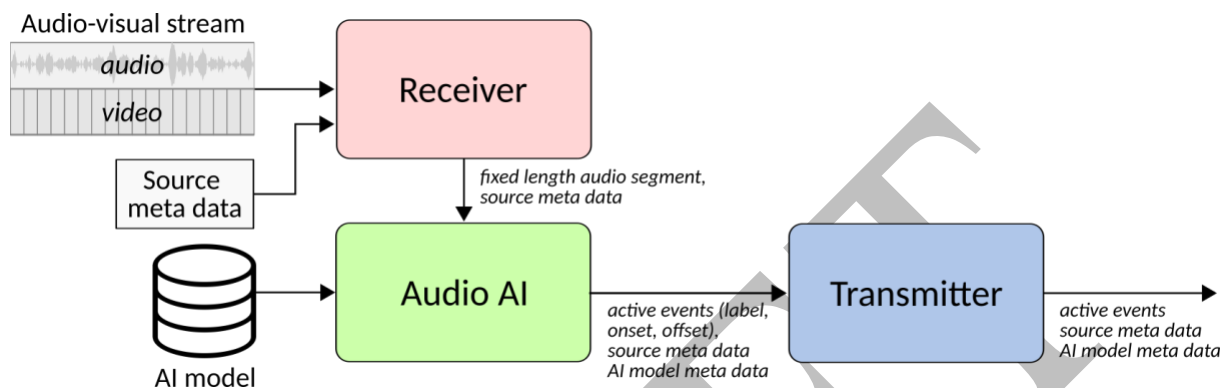 Audio-visual stream
audio
video
Receiver
Source
meta data
fixed length audio segment,
source meta data
AI model
Audio AI
active events (label,
onset, offset),
source meta data
AI model meta data
Transmitter
active events
source meta data
AI model meta data